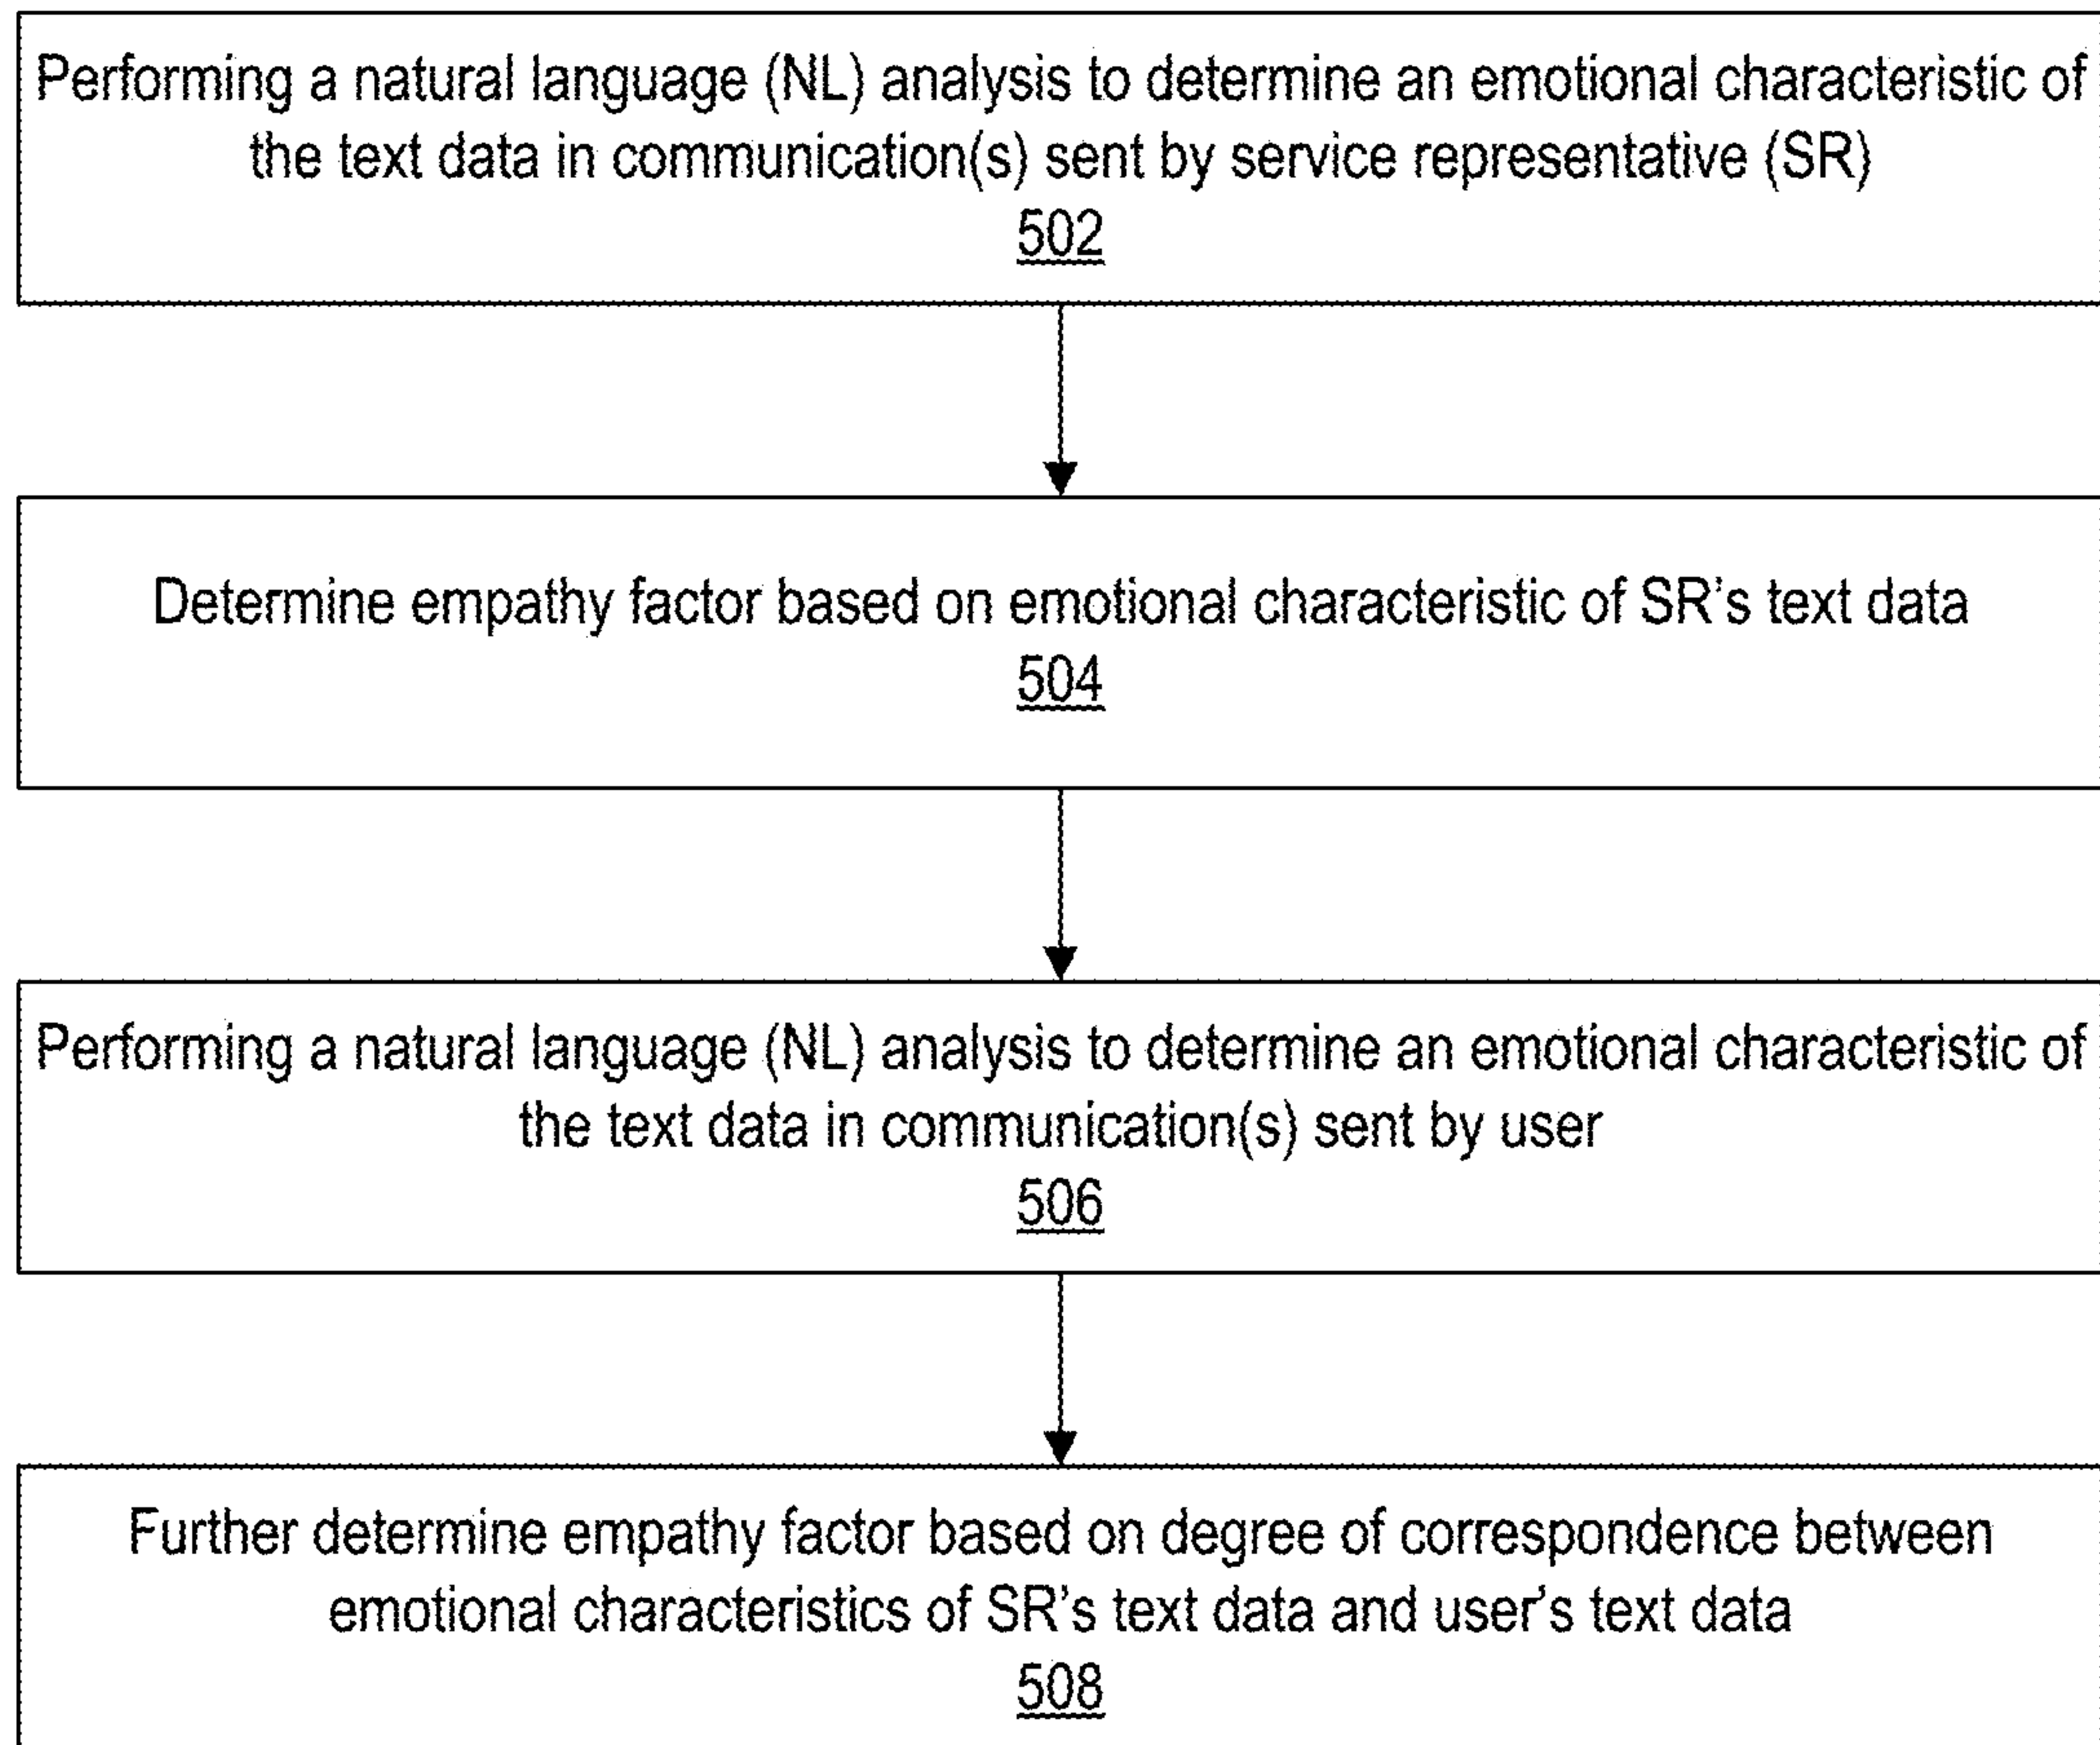 Performing a natural language (NL) analysis to determine an emotional characteristic of
the text data in communication(s) sent by service representative (SR)
502
Determine empathy factor based on emotional characteristic of SR's text data
504
Performing a natural language (NL) analysis to determine an emotional characteristic of
the text data in communication(s) sent by user
506
Further determine empathy factor based on degree of correspondence between
emotional characteristics of SR's text data and user's text data
508